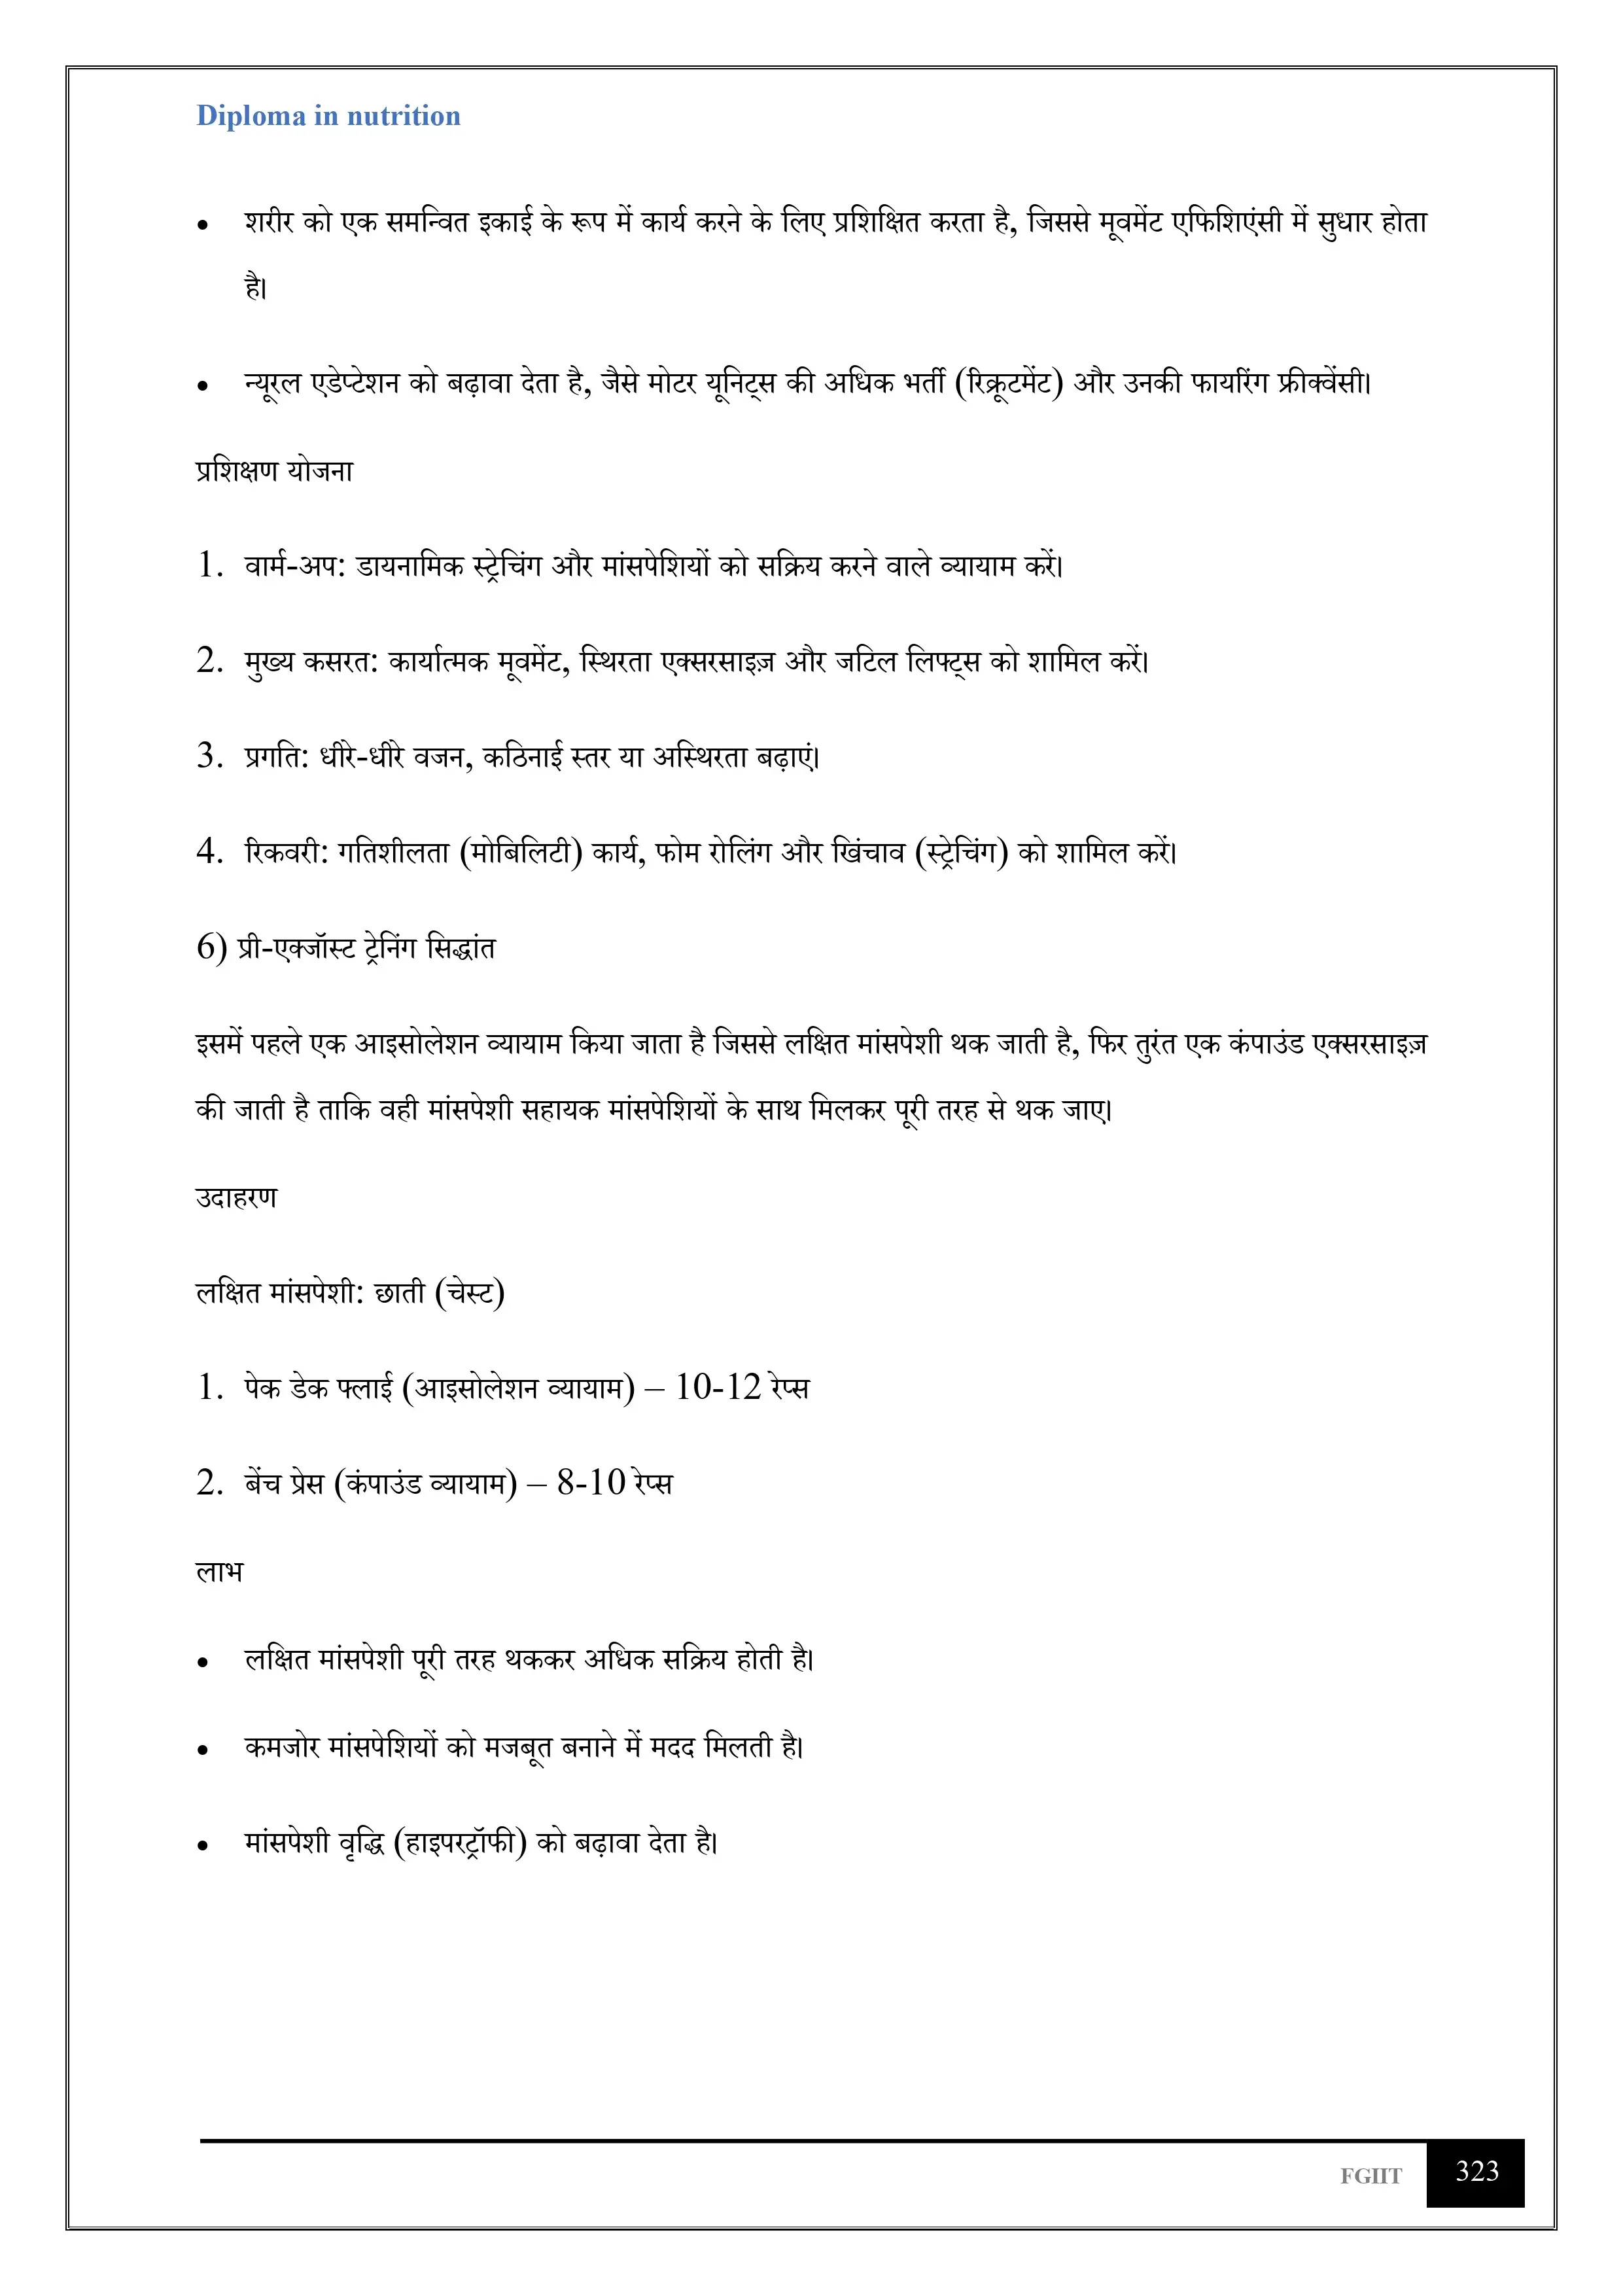 Diploma in nutrition
• शरीर को एक समन्वित इकाई के रूप में कार्य करने के लिए प्रशिक्षित करता है, जिससे मूवमेंट एफिशिएंसी में सुधार होता
है।
• न्यूरल एडेप्टेशन को बढ़ावा देता है, जैसे मोटर यूनिट्स की अधिक भर्ती (रिक्रूटमेंट) और उनकी फायरिंग फ्रीक्वेंसी।
प्रशिक्षण योजना
1. वार्म-अप: डायनामिक स्ट्रेचिंग और मांसपेशियों को सक्रिय करने वाले व्यायाम करें।
2. मुख्य कसरत: कार्यात्मक मूवमेंट, स्थिरता एक्सरसाइज़ और जटिल लिफ्ट्स को शामिल करें।
3. प्रगति: धीरे-धीरे वजन, कठिनाई स्तर या अस्थिरता बढ़ाएं।
4. रिकवरी: गतिशीलता (मोबिलिटी) कार्य, फोम रोलिंग और खिंचाव (स्ट्रेचिंग) को शामिल करें।
6) प्री-एक्जॉस्ट ट्रेनिंग सिद्धांत
इसमें पहले एक आइसोलेशन व्यायाम किया जाता है जिससे लक्षित मांसपेशी थक जाती है, फिर तुरंत एक कंपाउंड एक्सरसाइज़
की जाती है ताकि वही मांसपेशी सहायक मांसपेशियों के साथ मिलकर पूरी तरह से थक जाए।
उदाहरण
लक्षित मांसपेशी: छाती (चेस्ट)
1. पेक डेक फ्लाई (आइसोलेशन व्यायाम) – 10-12 रेप्स
2. बेंच प्रेस (कंपाउंड व्यायाम) – 8-10 रेप्स
लाभ
• लक्षित मांसपेशी पूरी तरह थककर अधिक सक्रिय होती है।
• कमजोर मांसपेशियों को मजबूत बनाने में मदद मिलती है।
• मांसपेशी वृद्धि (हाइपरट्रॉफी) को बढ़ावा देता है।
FGIIT 323